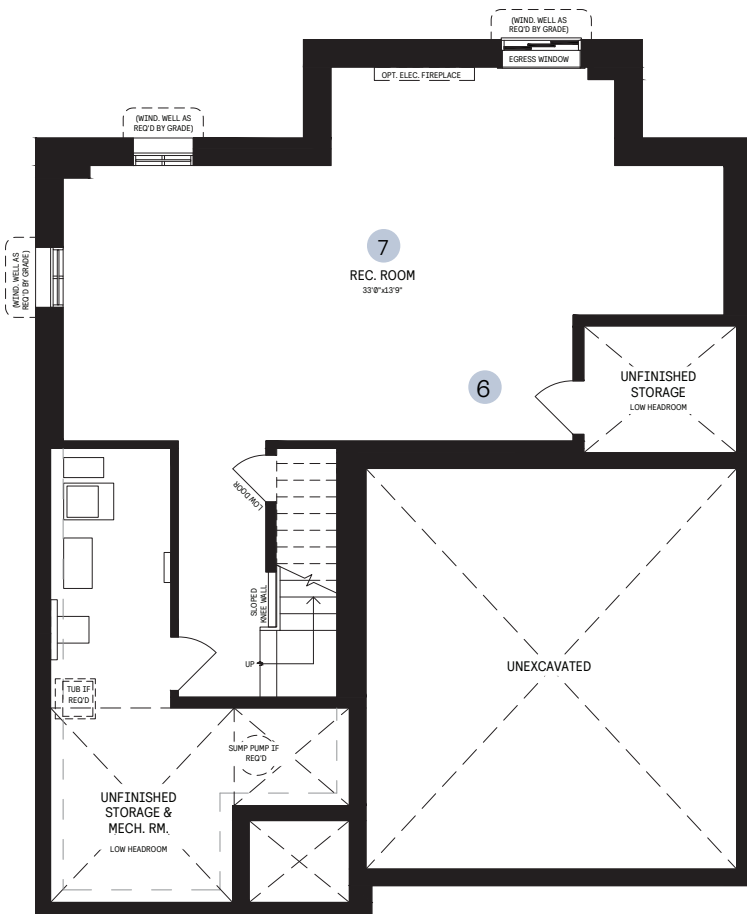 (WIND. WELL AS
REQ'D BY GRADE)
EGRESS WINDOW
OPT. ELEC. FIREPLACE
(WIND. WELL AS
REQ'D BY GRADE)
(WIND. WELL AS
REQ'D BY GRADE)
7
REC. ROOM
33'0"x13'9"
6
UNFINISHED
STORAGE
LOW HEADROOM
LOW DOOR
SLOPED
KNEE WALL
UP
UNEXCAVATED
TUB IF
REQ'D
SUMP PUMP IF
REQ'D
UNFINISHED
STORAGE &
MECH. RM.
LOW HEADROOM